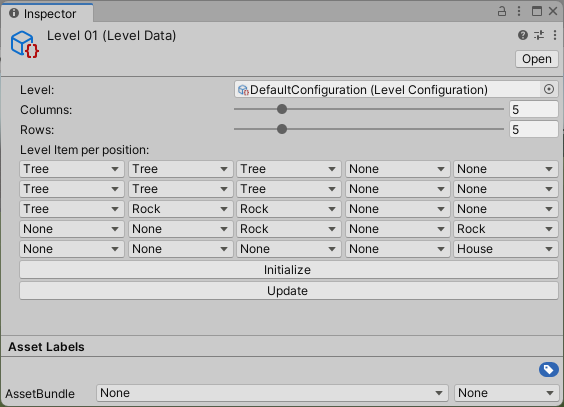 Inspector
Level 01 (Level Data)
Open
Level: DefaultConfiguration (Level Configuration)
Columns: 5
Rows: 5
Level Item per position:
Tree Tree Tree None None
Tree Tree Tree None None
Tree Rock Rock None None
None None Rock None Rock
None None None None House
Initialize
Update
Asset Labels
AssetBundle None None